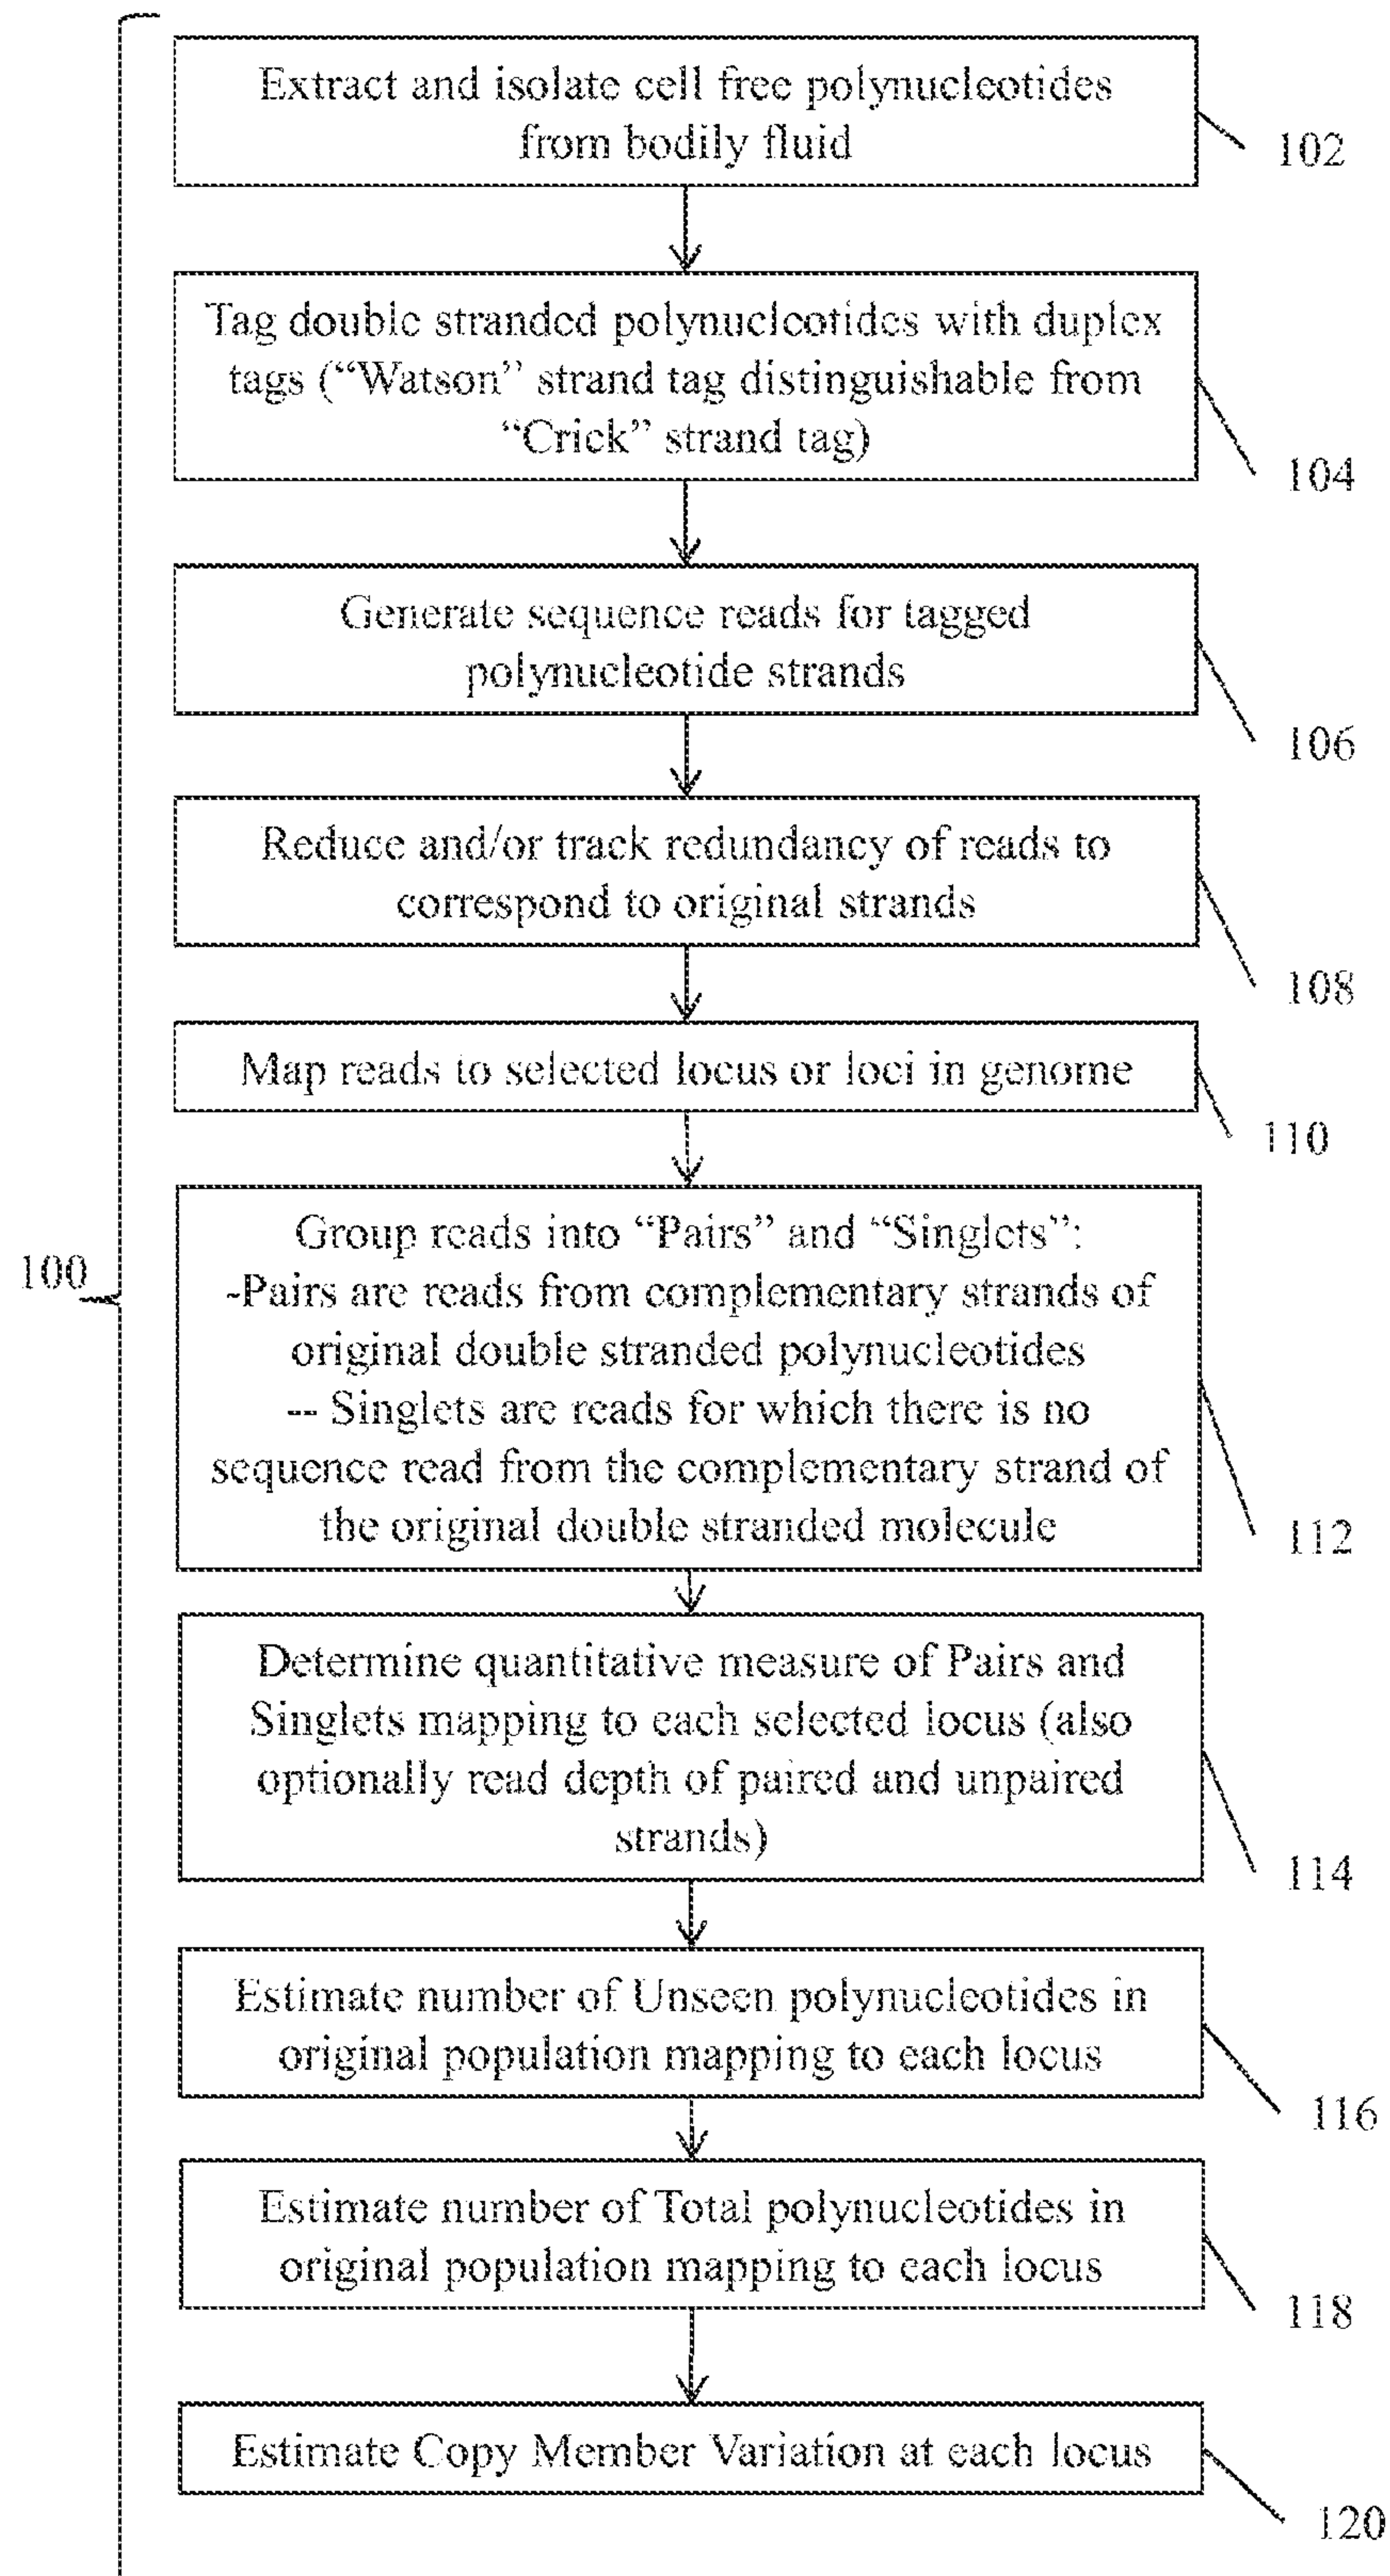 Extract and isolate cell free polynucleotides
from bodily fluid
102
Tag double stranded polynucleotides with duplex
tags (“Watson” strand tag distinguishable from
“Crick” strand tag)
104
Generate sequence reads for tagged
polynucleotide strands
106
Reduce and/or track redundancy of reads to
correspond to original strands
108
Map reads to selected locus or loci in genome
110
Group reads into “Pairs” and “Singlets”:
-Pairs are reads from complementary strands of
original double stranded polynucleotides
-- Singlets are reads for which there is no
sequence read from the complementary strand of
the original double stranded molecule
100
112
Determine quantitative measure of Pairs and
Singlets mapping to each selected locus (also
optionally read depth of paired and unpaired
strands)
114
Estimate number of Unseen polynucleotides in
original population mapping to each locus
116
Estimate number of Total polynucleotides in
original population mapping to each locus
118
Estimate Copy Member Variation at each locus
120